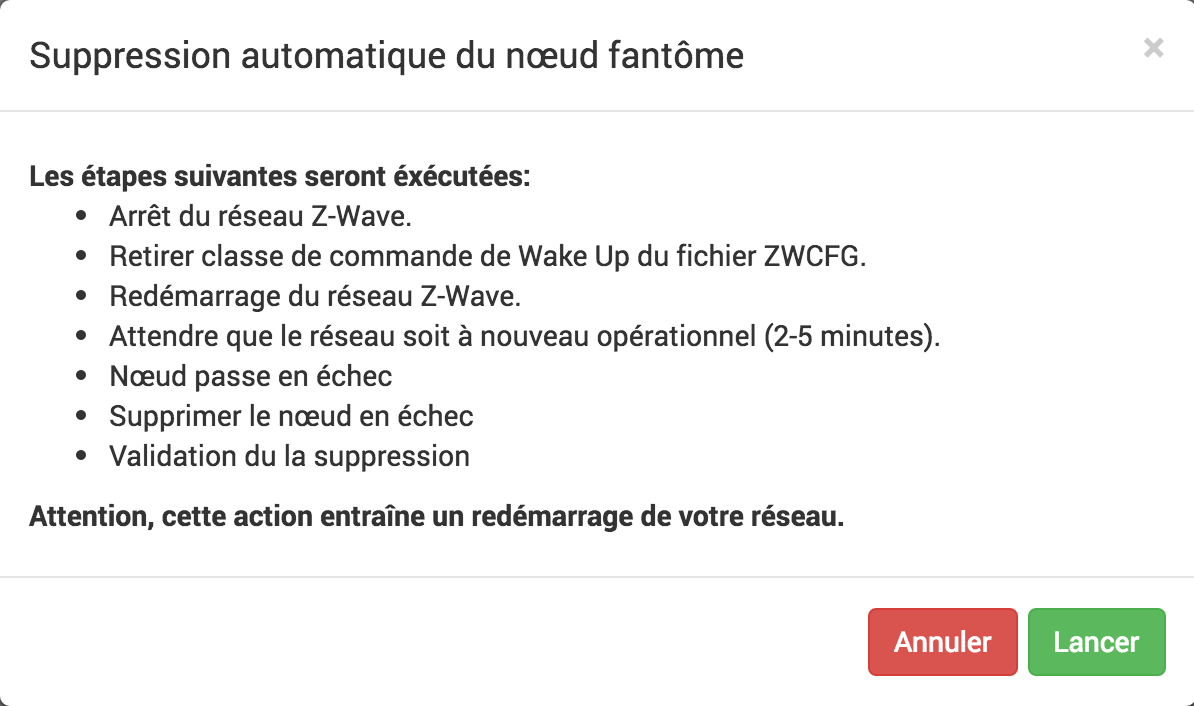 Suppression automatique du nœud fantôme
×
Les étapes suivantes seront éxécutées:
• Arrêt du réseau Z-Wave.
• Retirer classe de commande de Wake Up du fichier ZWCFG.
• Redémarrage du réseau Z-Wave.
• Attendre que le réseau soit à nouveau opérationnel (2-5 minutes).
• Nœud passe en échec
• Supprimer le nœud en échec
• Validation du la suppression
Attention, cette action entraîne un redémarrage de votre réseau.
Annuler Lancer